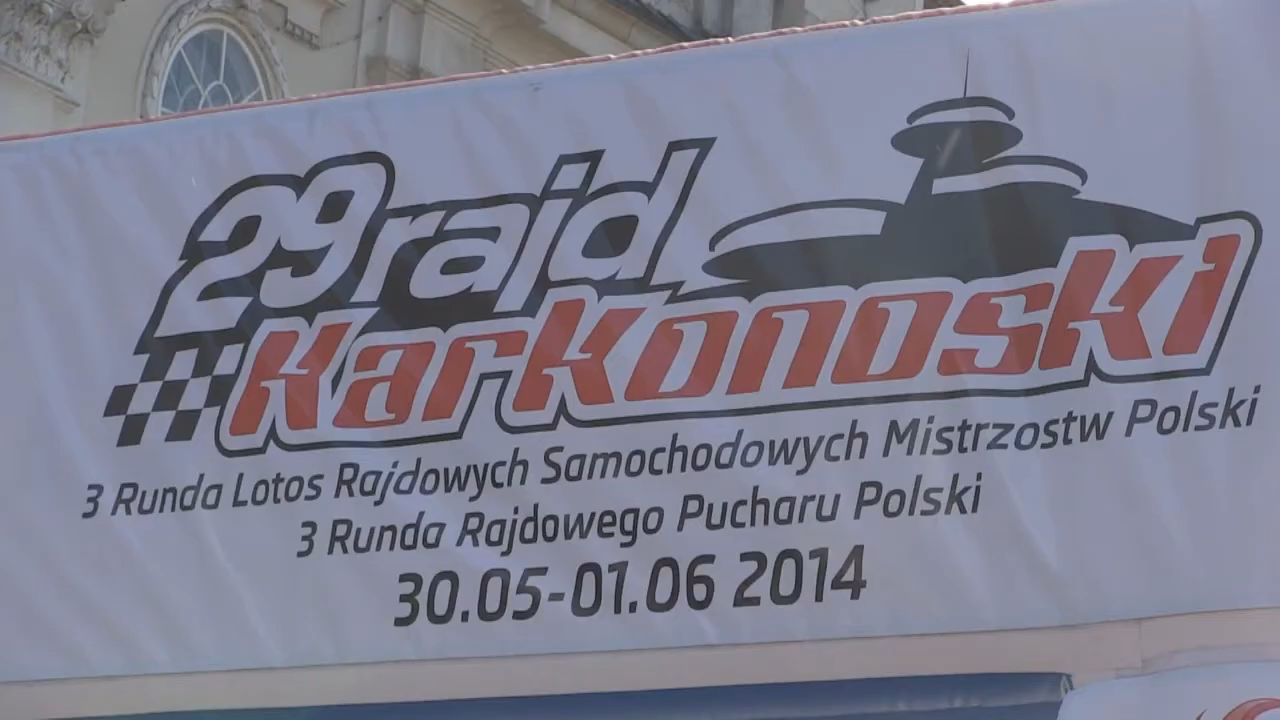 29 rajd
Karkonoski
3 Runda Lotos Rajdowych Samochodowych Mistrzostw Polski
3 Runda Rajdowego Pucharu Polski
30.05-01.06 2014